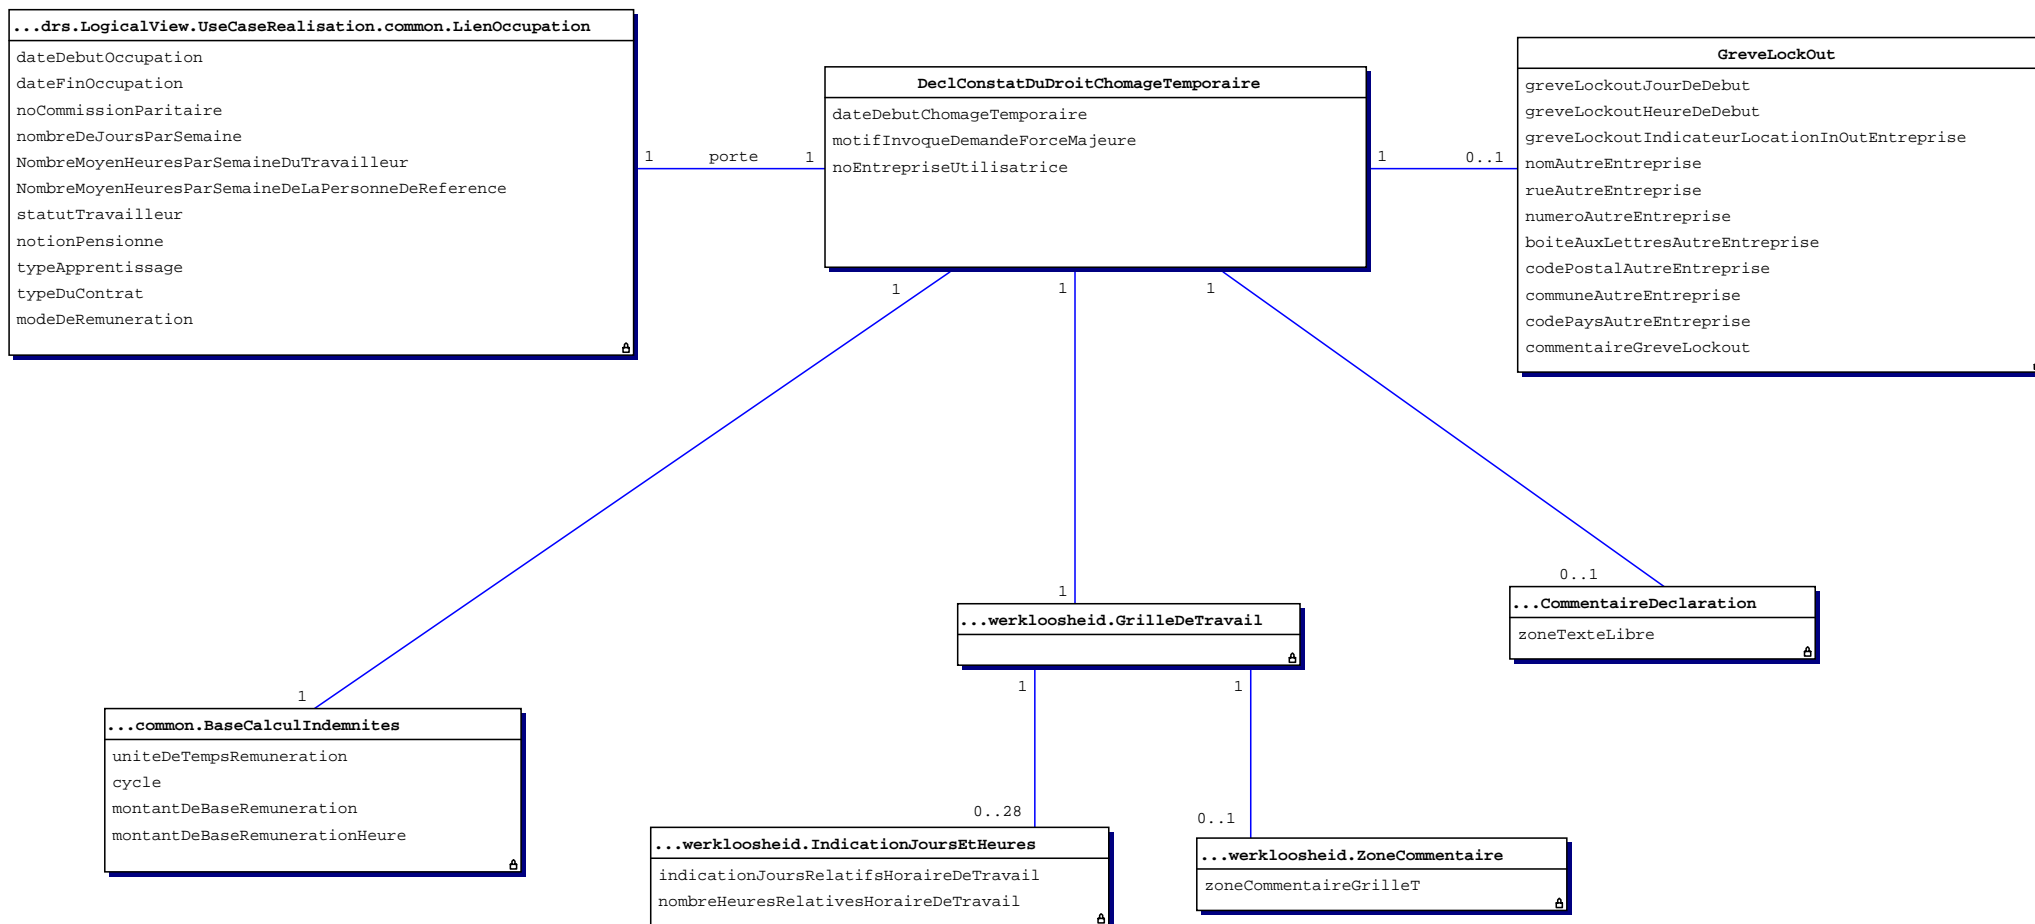 ...drs.LogicalView.UseCaseRealisation.common.LienOccupation
dateDebutOccupation
dateFinOccupation
noCommissionParitaire
nombreDeJoursParSemaine
NombreMoyenHeuresParSemaineDuTravailleur
NombreMoyenHeuresParSemaineDeLaPersonneDeReference
statutTravailleur
notionPensionne
typeApprentissage
typeDuContrat
modeDeRemuneration
1 porte 1
DeclConstatDuDroitChomageTemporaire
dateDebutChomageTemporaire
motifInvoqueDemandeForceMajeure
noEntrepriseUtilisatrice
1 0..1
GreveLockOut
greveLockoutJourDeDebut
greveLockoutHeureDeDebut
greveLockoutIndicateurLocationInOutEntreprise
nomAutreEntreprise
rueAutreEntreprise
numeroAutreEntreprise
boiteAuxLettresAutreEntreprise
codePostalAutreEntreprise
communeAutreEntreprise
codePaysAutreEntreprise
commentaireGreveLockout
1 1 1
0..1
...CommentaireDeclaration
zoneTexteLibre
1
...werkloosheid.GrilleDeTravail
1 1
1
...common.BaseCalculIndemnites
uniteDeTempsRemuneration
cycle
montantDeBaseRemuneration
montantDeBaseRemunerationHeure
0..28
...werkloosheid.IndicationJoursEtHeures
indicationJoursRelatifsHoraireDeTravail
nombreHeuresRelativesHoraireDeTravail
0..1
...werkloosheid.ZoneCommentaire
zoneCommentaireGrilleT